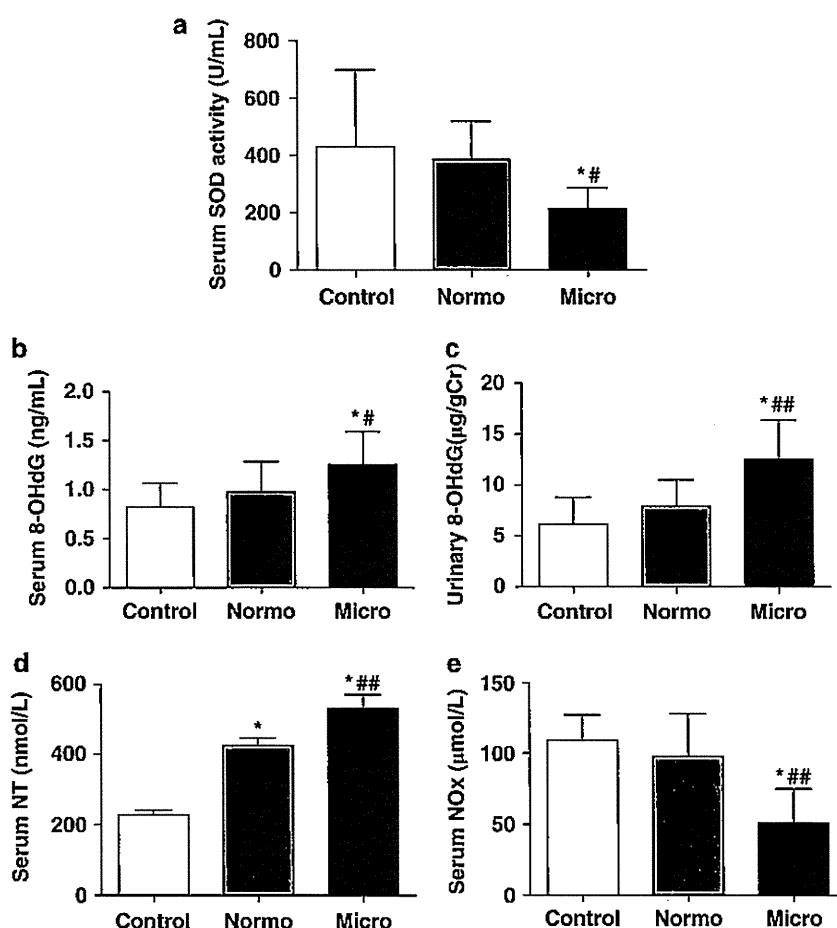 a
Serum SOD activity (U/mL)
800
600
400
200
0
*#
Control Normo Micro
b
Serum 8-OHdG (ng/mL)
2.0
1.5
1.0
0.5
0.0
*#
Control Normo Micro
c
Urinary 8-OHdG(μg/gCr)
20
15
10
5
0
*##
Control Normo Micro
d
Serum NT (nmol/L)
600
400
200
0
*
*##
Control Normo Micro
e
Serum NOx (μmol/L)
150
100
50
0
*##
Control Normo Micro